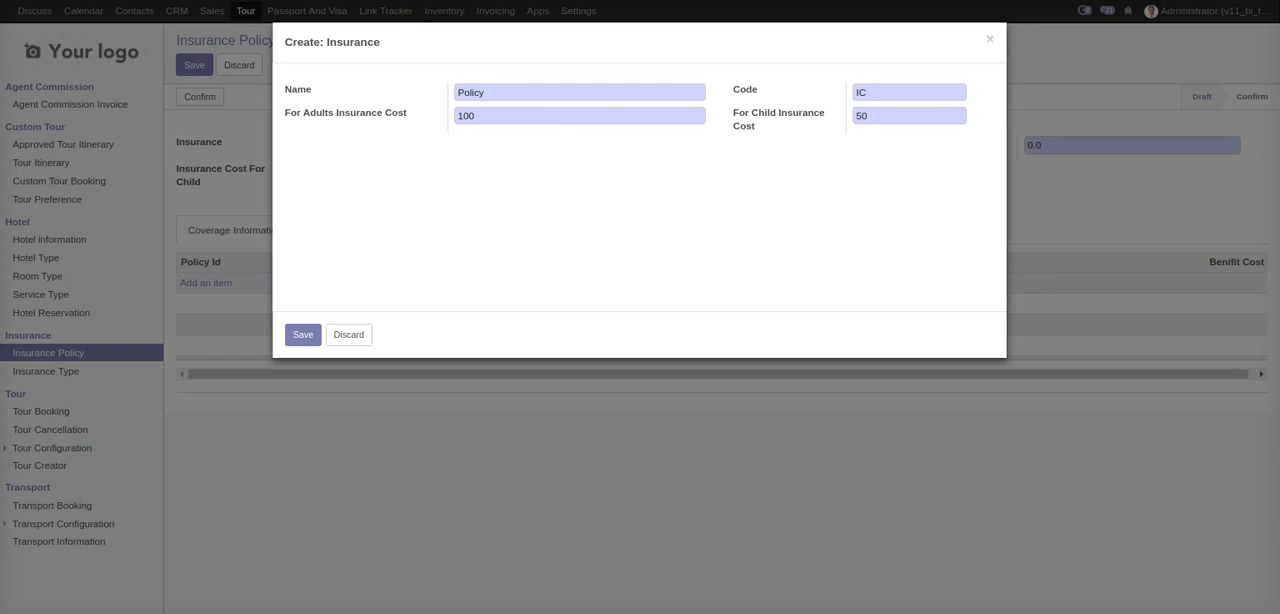 Discuss Calendar Contacts CRM Sales Tour Passport And Visa Link Tracker Inventory Invoicing Apps Settings
21 Administrator (v11_bi_t...
Your logo
Agent Commission
Agent Commission Invoice
Custom Tour
Approved Tour Itinerary
Tour Itinerary
Custom Tour Booking
Tour Preference
Hotel
Hotel information
Hotel Type
Room Type
Service Type
Hotel Reservation
Insurance
Insurance Policy
Insurance Type
Tour
Tour Booking
Tour Cancellation
Tour Configuration
Tour Creator
Transport
Transport Booking
Transport Configuration
Transport Information
Insurance Policy
Save Discard
Confirm
Draft Confirm
Insurance
0.0
Insurance Cost For
Child
Coverage Informati
Policy Id Benifit Cost
Add an item
Create: Insurance
×
Name Policy Code IC
For Adults Insurance Cost 100 For Child Insurance
Cost 50
Save Discard